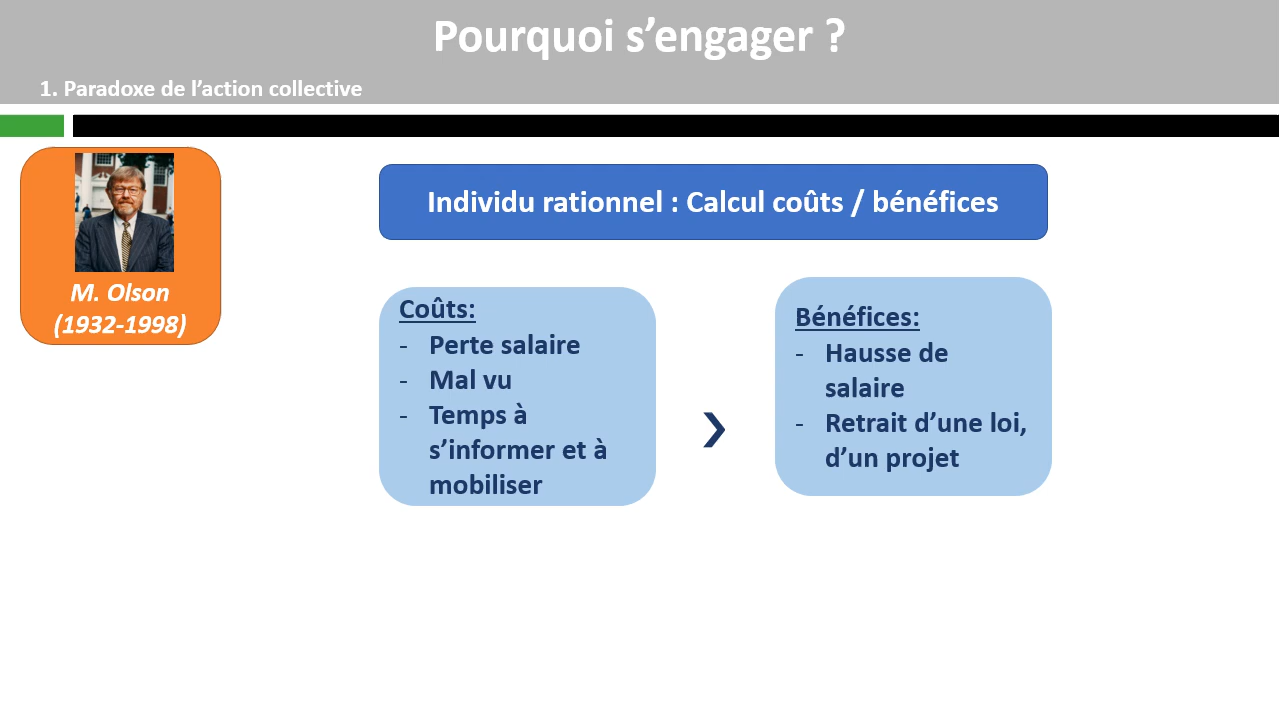 Pourquoi s’engager ?
1. Paradoxe de l’action collective
M. Olson
(1932-1998)
Individu rationnel : Calcul coûts / bénéfices
Coûts:
- Perte salaire
- Mal vu
- Temps à
s’informer et à
mobiliser
Bénéfices:
- Hausse de
salaire
- Retrait d’une loi,
d’un projet